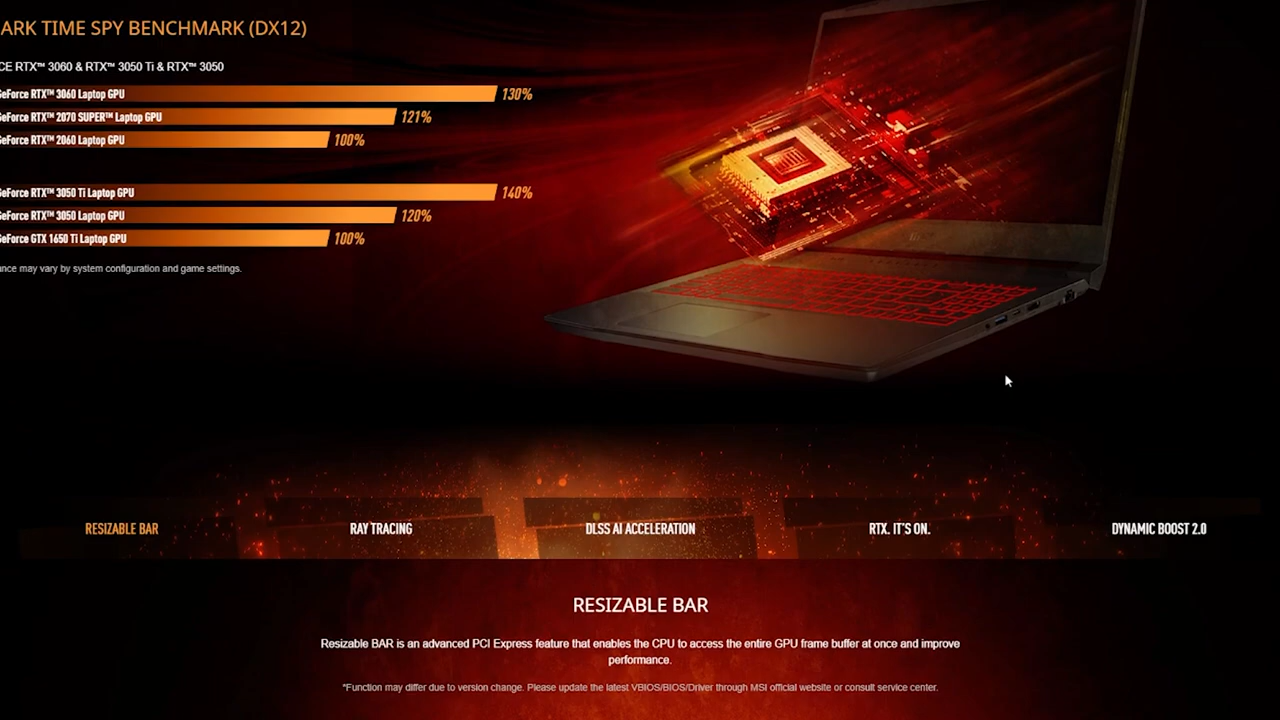 ARK TIME SPY BENCHMARK (DX12)
CE RTX™ 3060 & RTX™ 3050 Ti & RTX™ 3050
GeForce RTX™ 3060 Laptop GPU 130%
GeForce RTX™ 2070 SUPER™ Laptop GPU 121%
GeForce RTX™ 2060 Laptop GPU 100%
GeForce RTX™ 3050 Ti Laptop GPU 140%
GeForce RTX™ 3050 Laptop GPU 120%
GeForce GTX 1650 Ti Laptop GPU 100%
ance may vary by system configuration and game settings.
RESIZABLE BAR RAY TRACING DLSS AI ACCELERATION RTX. IT'S ON. DYNAMIC BOOST 2.0
RESIZABLE BAR
Resizable BAR is an advanced PCI Express feature that enables the CPU to access the entire GPU frame buffer at once and improve
performance.
*Function may differ due to version change. Please update the latest VBIOS/BIOS/Driver through MSI official website or consult service center.